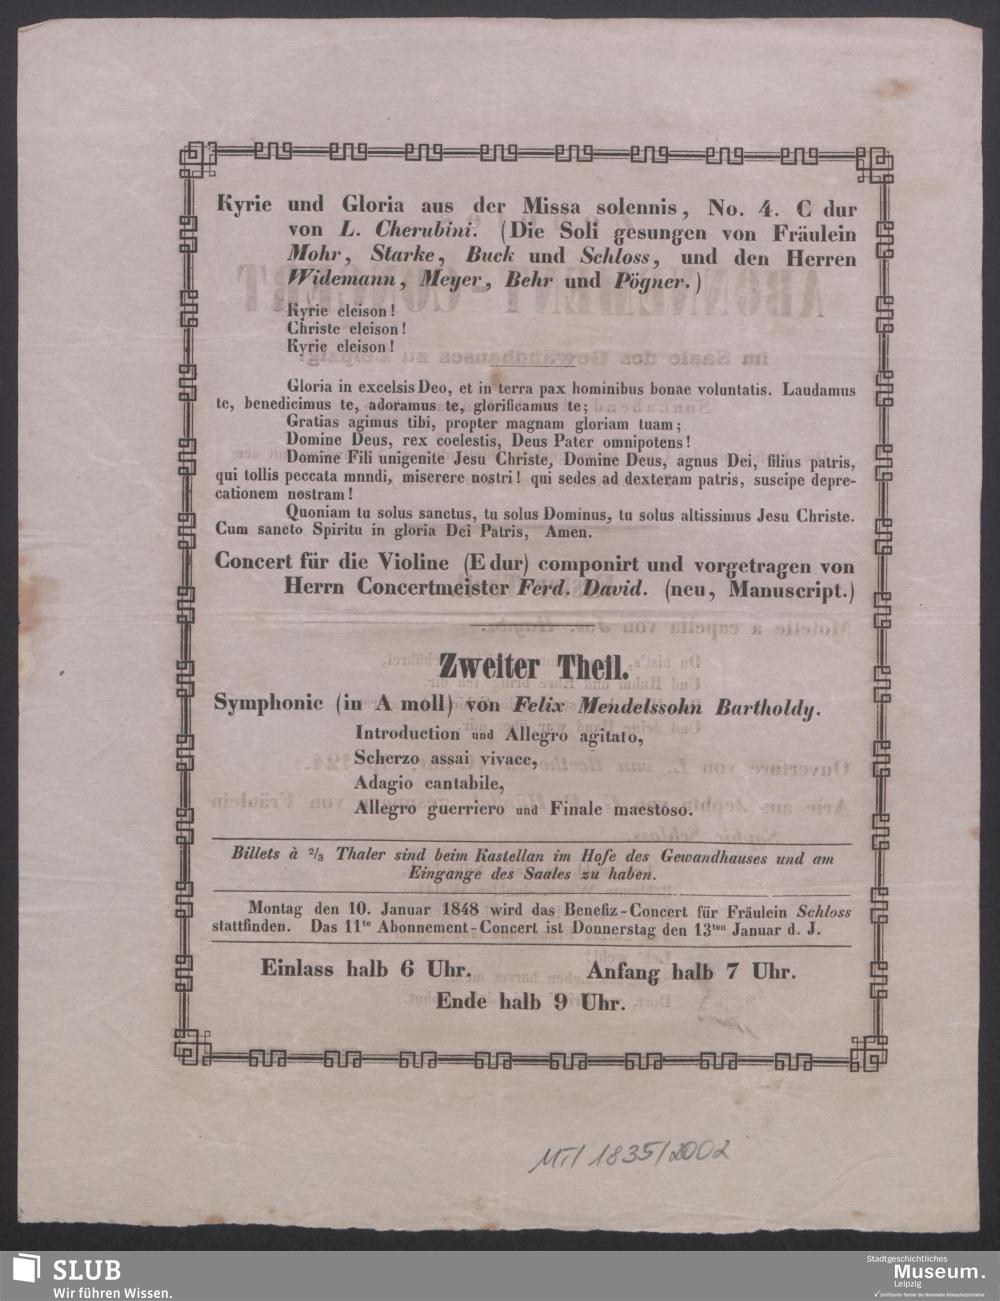 Kyrie und Gloria aus der Missa solennis, No. 4. C dur
von L. Cherubini. (Die Soli gesungen von Fräulein
Mohr, Starke, Buck und Schloss, und den Herren
Widemann, Meyer, Behr und Pögner.)
Kyrie eleison!
Christe eleison!
Kyrie eleison!
Gloria in excelsis Deo, et in terra pax hominibus bonae voluntatis. Laudamus
te, benedicimus te, adoramus te, glorificamus te;
Gratias agimus tibi, propter magnam gloriam tuam;
Domine Deus, rex coelestis, Deus Pater omnipotens!
Domine Fili unigenite Jesu Christe, Domine Deus, agnus Dei, filius patris,
qui tollis peccata mnndi, miserere nostri! qui sedes ad dexteram patris, suscipe depre-
cationem nostram!
Quoniam tu solus sanctus, tu solus Dominus, tu solus altissimus Jesu Christe.
Cum sancto Spiritu in gloria Dei Patris, Amen.
Concert für die Violine (E dur) componirt und vorgetragen von
Herrn Concertmeister Ferd. David. (neu, Manuscript.)
Zweiter Theil.
Symphonie (in A moll) von Felix Mendelssohn Bartholdy.
Introduction und Allegro agitato,
Scherzo assai vivace,
Adagio cantabile,
Allegro guerriero und Finale maestoso.
Billets à 2/3 Thaler sind beim Kastellan im Hofe des Gewandhauses und am
Eingange des Saales zu haben.
Montag den 10. Januar 1848 wird das Benefiz-Concert für Fräulein Schloss
stattfinden. Das 11te Abonnement-Concert ist Donnerstag den 13ten Januar d. J.
Einlass halb 6 Uhr. Anfang halb 7 Uhr.
Ende halb 9 Uhr.
1835/2002
SLUB
Wir führen Wissen.
Stadtgeschichtliches
Museum.
Leipzig
Zertifizierter Partner der Nationalen Klimaschutzinitiative